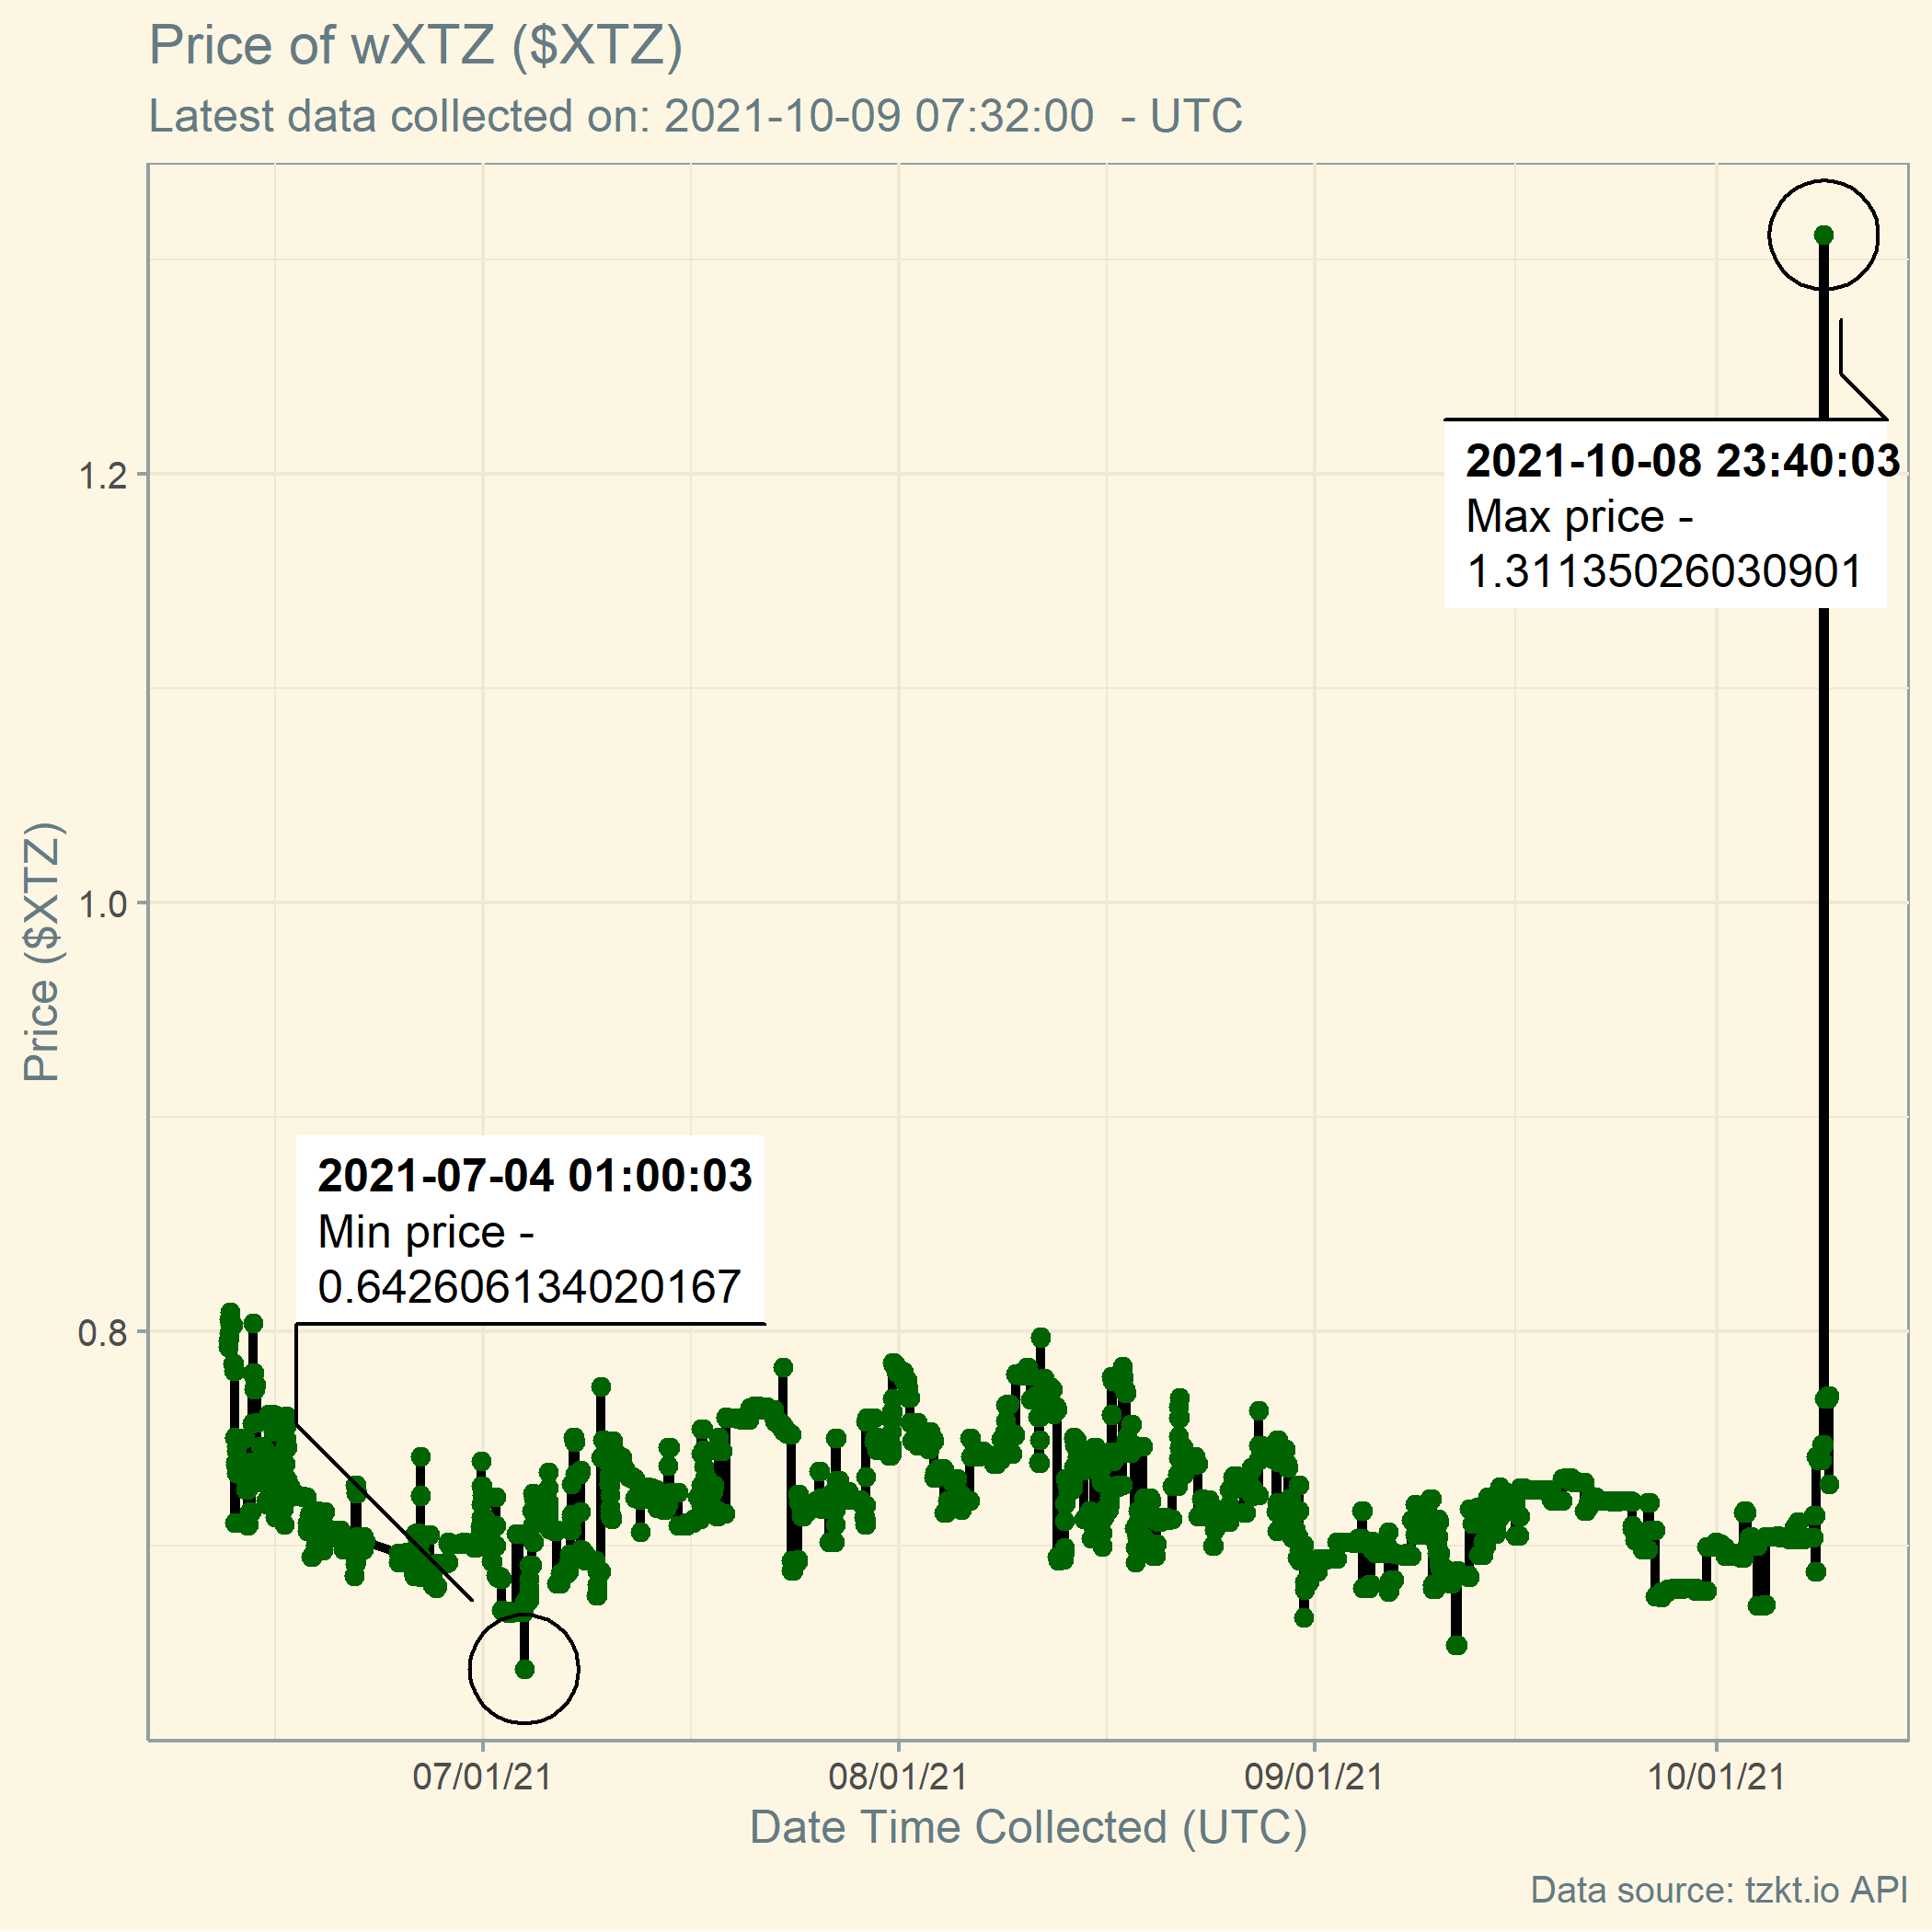 Price of wXTZ ($XTZ)
Latest data collected on: 2021-10-09 07:32:00  - UTC
2021-10-08 23:40:03
Max price -
1.31135026030901
2021-07-04 01:00:03
Min price -
0.642606134020167
Price ($XTZ)
1.2
1.0
0.8
07/01/21
08/01/21
09/01/21
10/01/21
Date Time Collected (UTC)
Data source: tzkt.io API